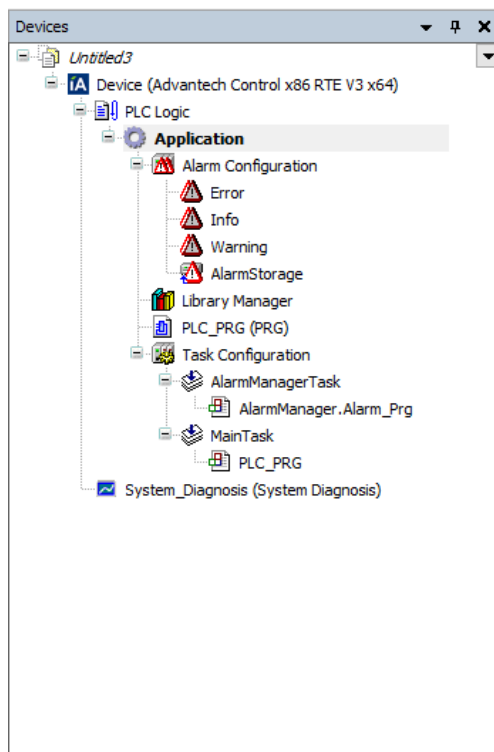 Devices
Untitled3
Device (Advantech Control x86 RTE V3 x64)
PLC Logic
Application
Alarm Configuration
Error
Info
Warning
AlarmStorage
Library Manager
PLC_PRG (PRG)
Task Configuration
AlarmManagerTask
AlarmManager.Alarm_Prg
MainTask
PLC_PRG
System_Diagnosis (System Diagnosis)